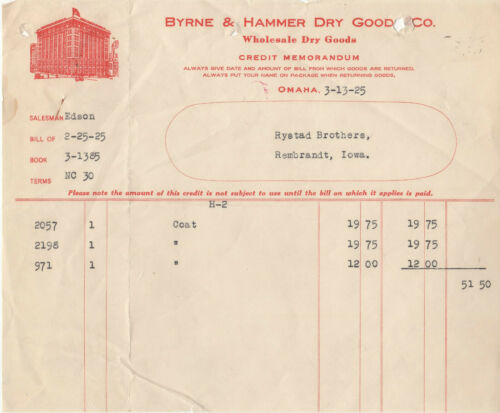 BYRNE & HAMMER DRY GOODS CO.
Wholesale Dry Goods
CREDIT MEMORANDUM
ALWAYS GIVE DATE AND AMOUNT OF BILL FROM WHICH GOODS ARE RETURNED.
ALWAYS PUT YOUR NAME ON PACKAGE WHEN RETURNING GOODS.
OMAHA, 3-13-25
SALESMAN Edson
BILL OF 2-25-25
BOOK 3-1385
TERMS NC 30
Rystad Brothers,
Rembrandt, Iowa.
Please note the amount of this credit is not subject to use until the bill on which it applies is paid.
H-2
2057 1 Coat 19 75 19 75
2198 1 " 19 75 19 75
971 1 " 12 00 12 00
51 50